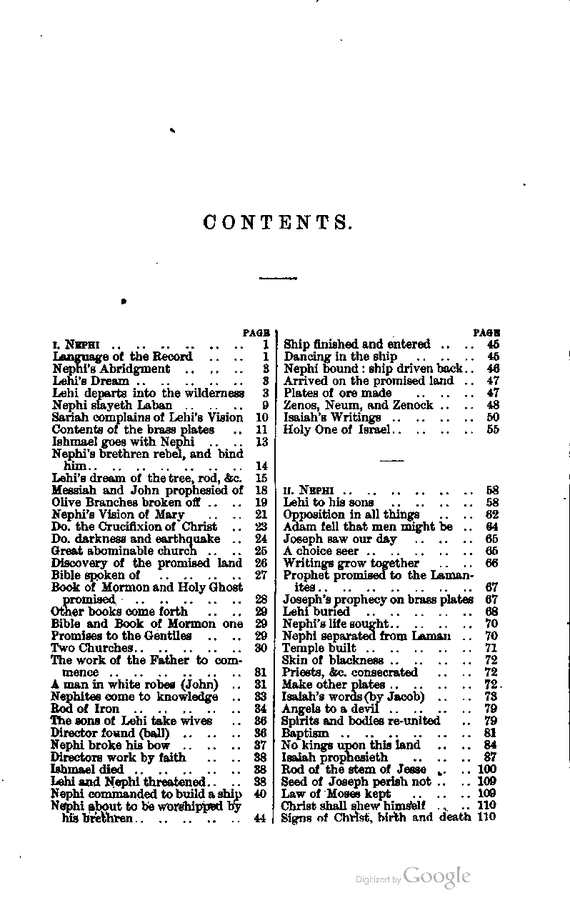 CONTENTS.
PAGE
I. NEPHI .. .. .. .. .. .. 1
Language of the Record .. .. 1
Nephi's Abridgment .. .. .. 3
Lehi's Dream .. .. .. .. .. 3
Lehi departs into the wilderness 3
Nephi slayeth Laban .. .. .. 9
Sariah complains of Lehi's Vision 10
Contents of the brass plates .. 11
Ishmael goes with Nephi .. .. 13
Nephi's brethren rebel, and bind
him.. .. .. .. .. .. .. 14
Lehi's dream of the tree, rod, &c. 15
Messiah and John prophesied of 18
Olive Branches broken off .. .. 19
Nephi's Vision of Mary .. .. 21
Do. the Crucifixion of Christ .. 23
Do. darkness and earthquake .. 24
Great abominable church .. .. 25
Discovery of the promised land 26
Bible spoken of .. .. .. .. 27
Book of Mormon and Holy Ghost
promised .. .. .. .. .. 28
Other books come forth .. .. 29
Bible and Book of Mormon one 29
Promises to the Gentiles .. .. 29
Two Churches.. .. .. .. .. 30
The work of the Father to com-
mence .. .. .. .. .. .. 31
A man in white robes (John) .. 31
Nephites come to knowledge .. 33
Rod of Iron .. .. .. .. .. 34
The sons of Lehi take wives .. 36
Director found (ball) .. .. .. 36
Nephi broke his bow .. .. .. 37
Directors work by faith .. .. 38
Ishmael died .. .. .. .. .. 38
Lehi and Nephi threatened.. .. 38
Nephi commanded to build a ship 40
Nephi about to be worshipped by
his brethren.. .. .. .. .. 44
PAGE
Ship finished and entered .. .. 45
Dancing in the ship .. .. .. 45
Nephi bound : ship driven back.. 46
Arrived on the promised land .. 47
Plates of ore made .. .. .. 47
Zenos, Neum, and Zenock .. .. 48
Isaiah's Writings .. .. .. .. 50
Holy One of Israel.. .. .. .. 55
II. NEPHI .. .. .. .. .. .. 58
Lehi to his sons .. .. .. .. 58
Opposition in all things .. .. 62
Adam fell that men might be .. 64
Joseph saw our day .. .. .. 65
A choice seer .. .. .. .. .. 65
Writings grow together .. .. 66
Prophet promised to the Laman-
ites.. .. .. .. .. .. .. 67
Joseph's prophecy on brass plates 67
Lehi buried .. .. .. .. .. 68
Nephi's life sought.. .. .. .. 70
Nephi separated from Laman .. 70
Temple built .. .. .. .. .. 71
Skin of blackness .. .. .. .. 72
Priests, &c. consecrated .. .. 72
Make other plates .. .. .. .. 72
Isaiah's words (by Jacob) .. .. 73
Angels to a devil .. .. .. .. 79
Spirits and bodies re-united .. 79
Baptism .. .. .. .. .. .. 81
No kings upon this land .. .. 84
Isaiah prophesieth .. .. .. 87
Rod of the stem of Jesse .. .. 100
Seed of Joseph perish not .. .. 109
Law of Moses kept .. .. .. 109
Christ shall shew himself .. .. 110
Signs of Christ, birth and death 110
Digitized by Google